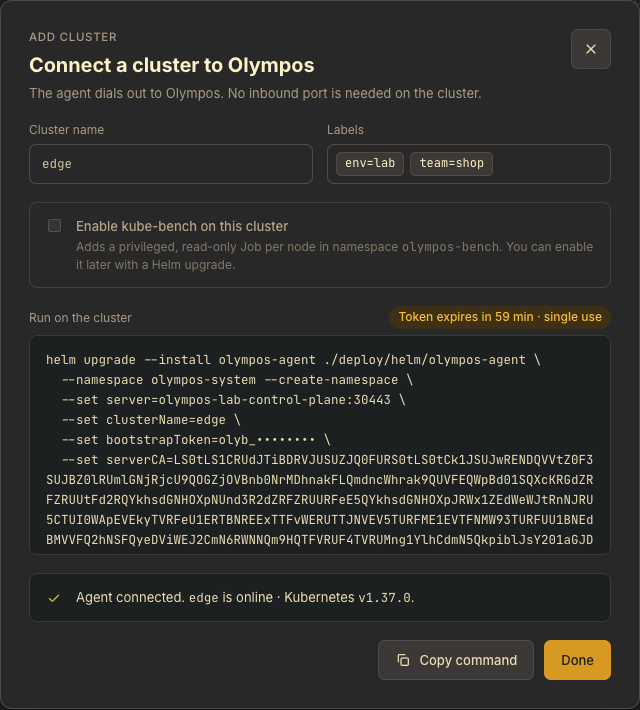 ADD CLUSTER
Connect a cluster to Olympos
The agent dials out to Olympos. No inbound port is needed on the cluster.
Cluster name
Labels
edge
env=lab
team=shop
Enable kube-bench on this cluster
Adds a privileged, read-only Job per node in namespace olympos-bench. You can enable
it later with a Helm upgrade.
Run on the cluster
Token expires in 59 min · single use
helm upgrade --install olympos-agent ./deploy/helm/olympos-agent \
--namespace olympos-system --create-namespace \
--set server=olympos-lab-control-plane:30443 \
--set clusterName=edge \
--set bootstrapToken=olyb_•••••••• \
--set serverCA=LS0tLS1CRUdJTiBDRVJUSUZJQ0FURS0tLS0tCk1JSUJwRENDQVVtZ0F3
SUJBZ0lRUmlGNjRjcU9QOGZjOVBnb0NrMDhnakFLQmdncWhrak9QUVFEQWpBd01SQXcKRGdZR
FZRUUtFd2RQYkhsdGNHOXpNUnd3R2dZRFZRUURFeE5QYkhsdGNHOXpJRWx1ZEdWeWJtRnNJRU
5CTUI0WApEVEkyTVRFeU1ERTBNREExTTFvWERUTTJNVEV5TURFME1EVTFNMW93TURFUU1BNEd
BMVVFQ2hNSFQyeDViWEJ2Y3pNRWNNQm9HQTFVRUF4TVRUMng1YlhCdmN5QkpiblJsY201aGJD
Agent connected. edge is online · Kubernetes v1.37.0.
Copy command
Done